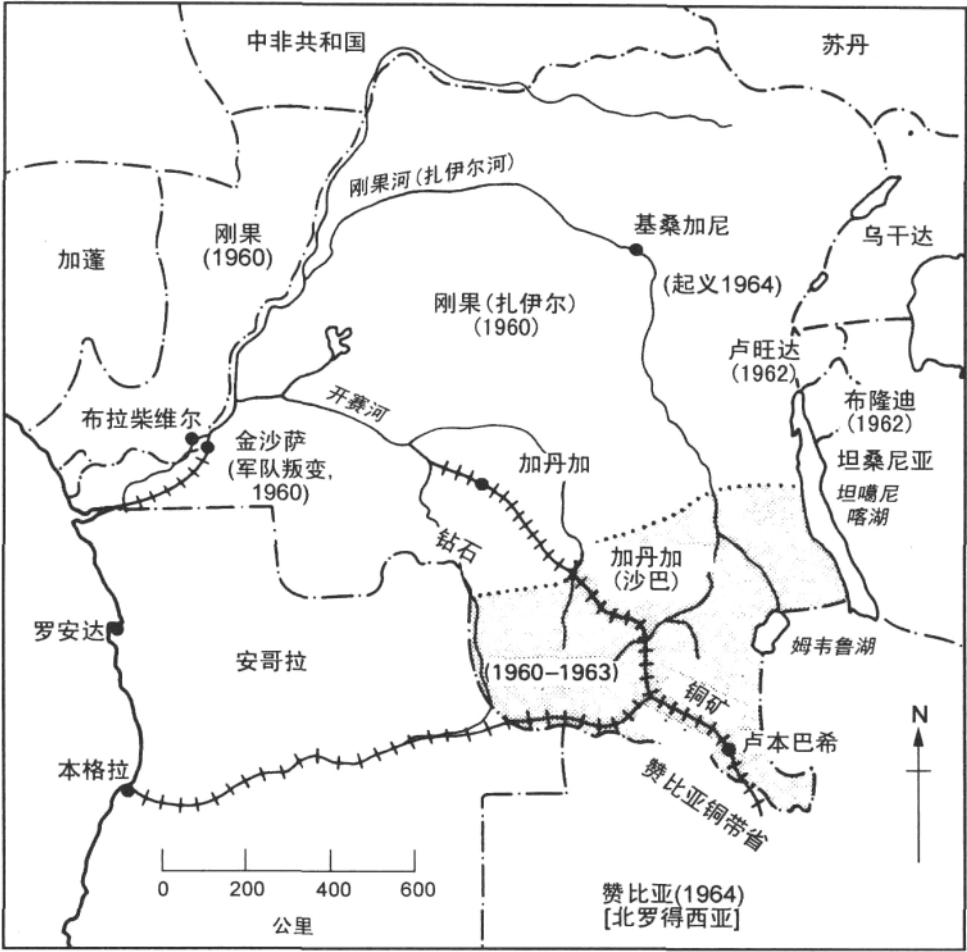 中非共和国
苏丹
刚果河(扎伊尔河)
刚果
(1960)
加蓬
基桑加尼
(起义1964)
乌干达
刚果(扎伊尔)
(1960)
卢旺达
(1962)
开赛河
布隆迪
(1962)
布拉柴维尔
金沙萨
(军队叛变,
1960)
加丹加
坦桑尼亚
坦噶尼
喀湖
钻石
加丹加
(沙巴)
罗安达
安哥拉
姆韦鲁湖
(1960-1963)
铜矿
N
卢本巴希
本格拉
赞比亚铜带省
0 200 400 600
公里
赞比亚(1964)
[北罗得西亚]